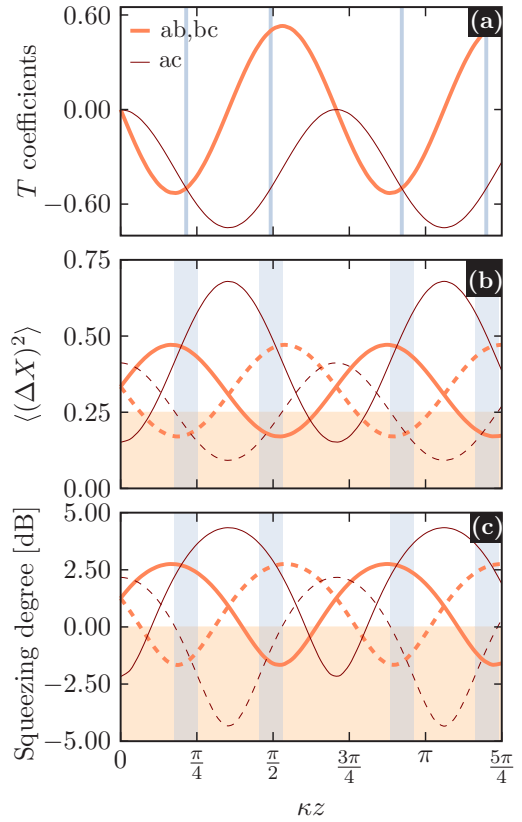 0.60
(a)
ab,bc
ac
T coefficients
0.00
−0.60
0.75
(b)
⟨(ΔX)²⟩
0.50
0.25
0.00
5.00
(c)
Squeezing degree [dB]
2.50
0.00
−2.50
−5.00
0 π/4 π/2 3π/4 π 5π/4
κz